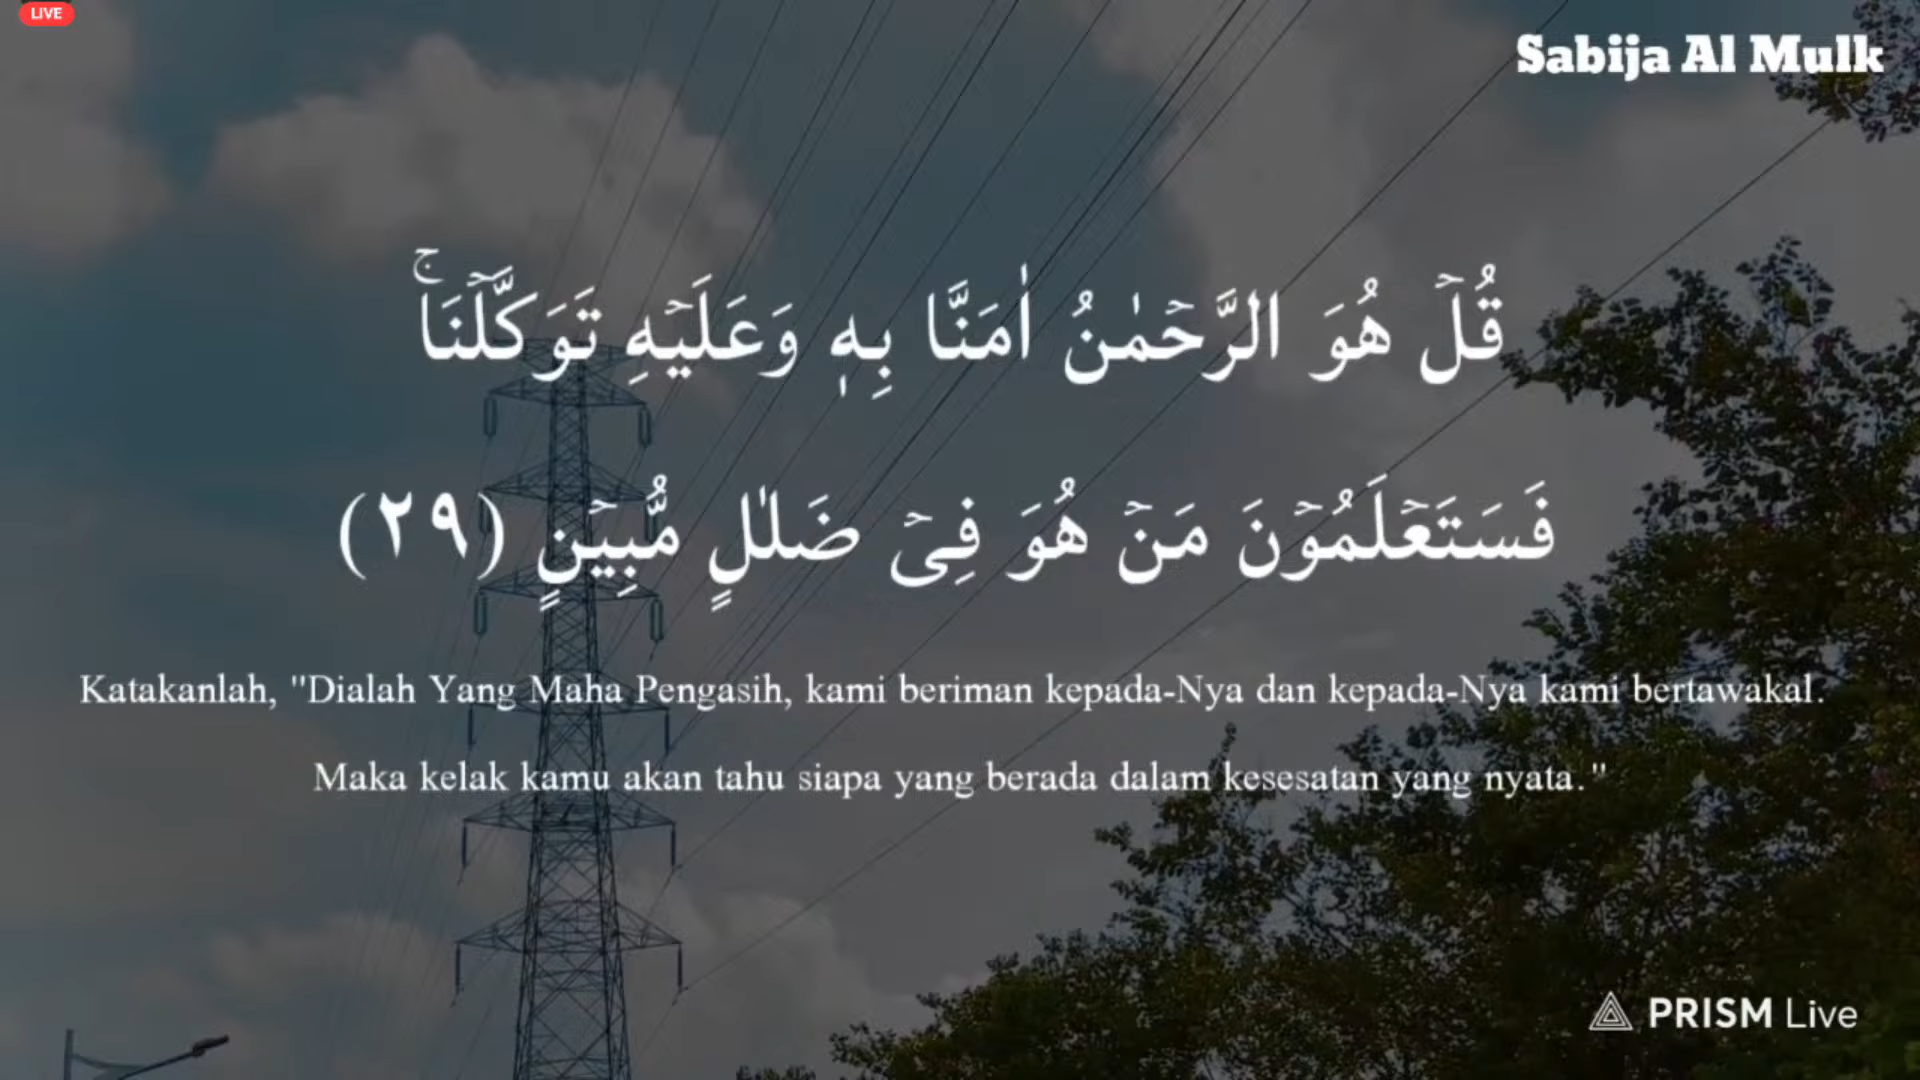 LIVE
Sabija Al Mulk
قُلْ هُوَ الرَّحْمٰنُ اٰمَنَّا بِهٖ وَعَلَيْهِ تَوَكَّلْنَاۚ
فَسَتَعْلَمُوْنَ مَنْ هُوَ فِيْ ضَلٰلٍ مُّبِيْنٍ (٢٩)
Katakanlah, "Dialah Yang Maha Pengasih, kami beriman kepada-Nya dan kepada-Nya kami bertawakal.
Maka kelak kamu akan tahu siapa yang berada dalam kesesatan yang nyata."
PRISM Live